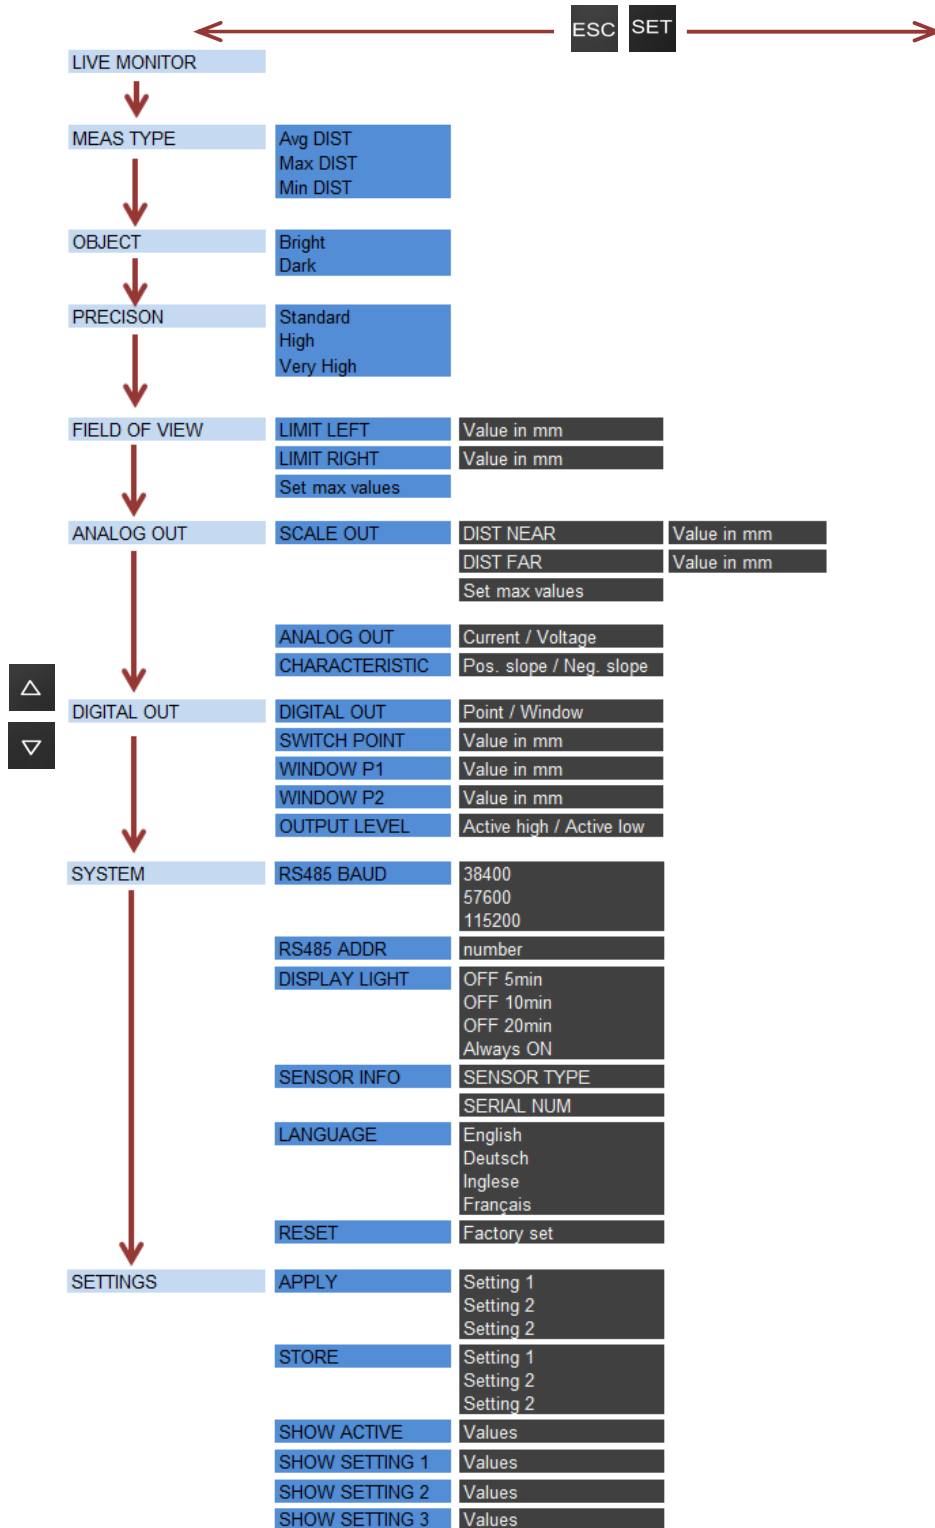 ESC SET
LIVE MONITOR
MEAS TYPE Avg DIST
Max DIST
Min DIST
OBJECT Bright
Dark
PRECISON Standard
High
Very High
FIELD OF VIEW LIMIT LEFT Value in mm
LIMIT RIGHT Value in mm
Set max values
ANALOG OUT SCALE OUT DIST NEAR Value in mm
DIST FAR Value in mm
Set max values
ANALOG OUT Current / Voltage
CHARACTERISTIC Pos. slope / Neg. slope
DIGITAL OUT DIGITAL OUT Point / Window
SWITCH POINT Value in mm
WINDOW P1 Value in mm
WINDOW P2 Value in mm
OUTPUT LEVEL Active high / Active low
SYSTEM RS485 BAUD 38400
57600
115200
RS485 ADDR number
DISPLAY LIGHT OFF 5min
OFF 10min
OFF 20min
Always ON
SENSOR INFO SENSOR TYPE
SERIAL NUM
LANGUAGE English
Deutsch
Inglese
Français
RESET Factory set
SETTINGS APPLY Setting 1
Setting 2
Setting 2
STORE Setting 1
Setting 2
Setting 2
SHOW ACTIVE Values
SHOW SETTING 1 Values
SHOW SETTING 2 Values
SHOW SETTING 3 Values